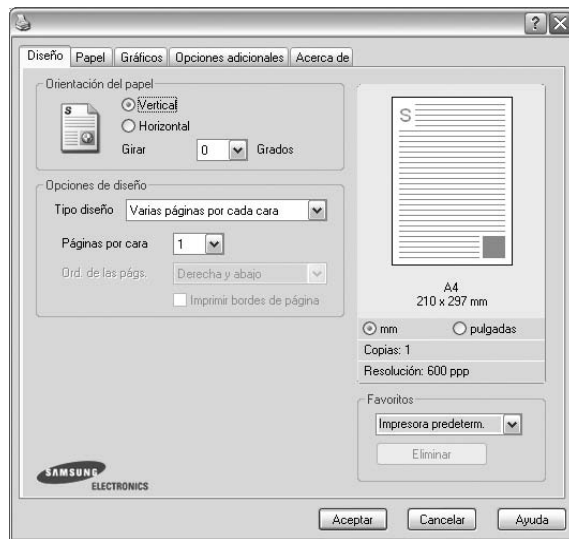 Diseño Papel Gráficos Opciones adicionales Acerca de
Orientación del papel
S
Vertical
Horizontal
Girar 0 Grados
Opciones de diseño
Tipo diseño Varias páginas por cada cara
Páginas por cara 1
Ord. de las págs. Derecha y abajo
Imprimir bordes de página
S
A4
210 x 297 mm
mm pulgadas
Copias: 1
Resolución: 600 ppp
Favoritos
Impresora predeterm.
Eliminar
SAMSUNG
ELECTRONICS
Aceptar Cancelar Ayuda